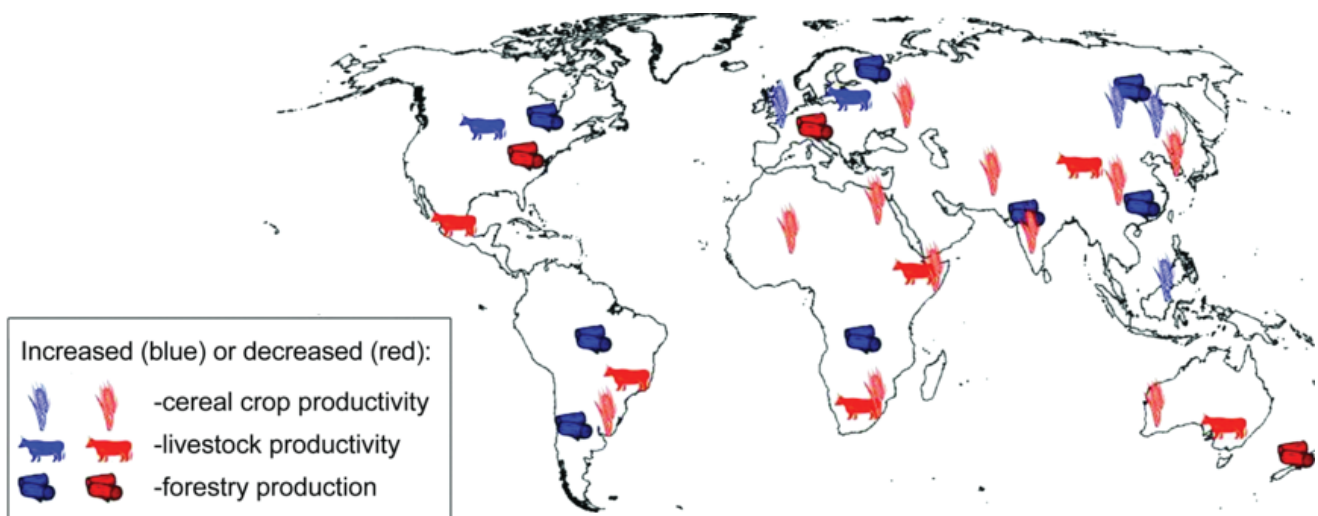 Increased (blue) or decreased (red):
-cereal crop productivity
-livestock productivity
-forestry production